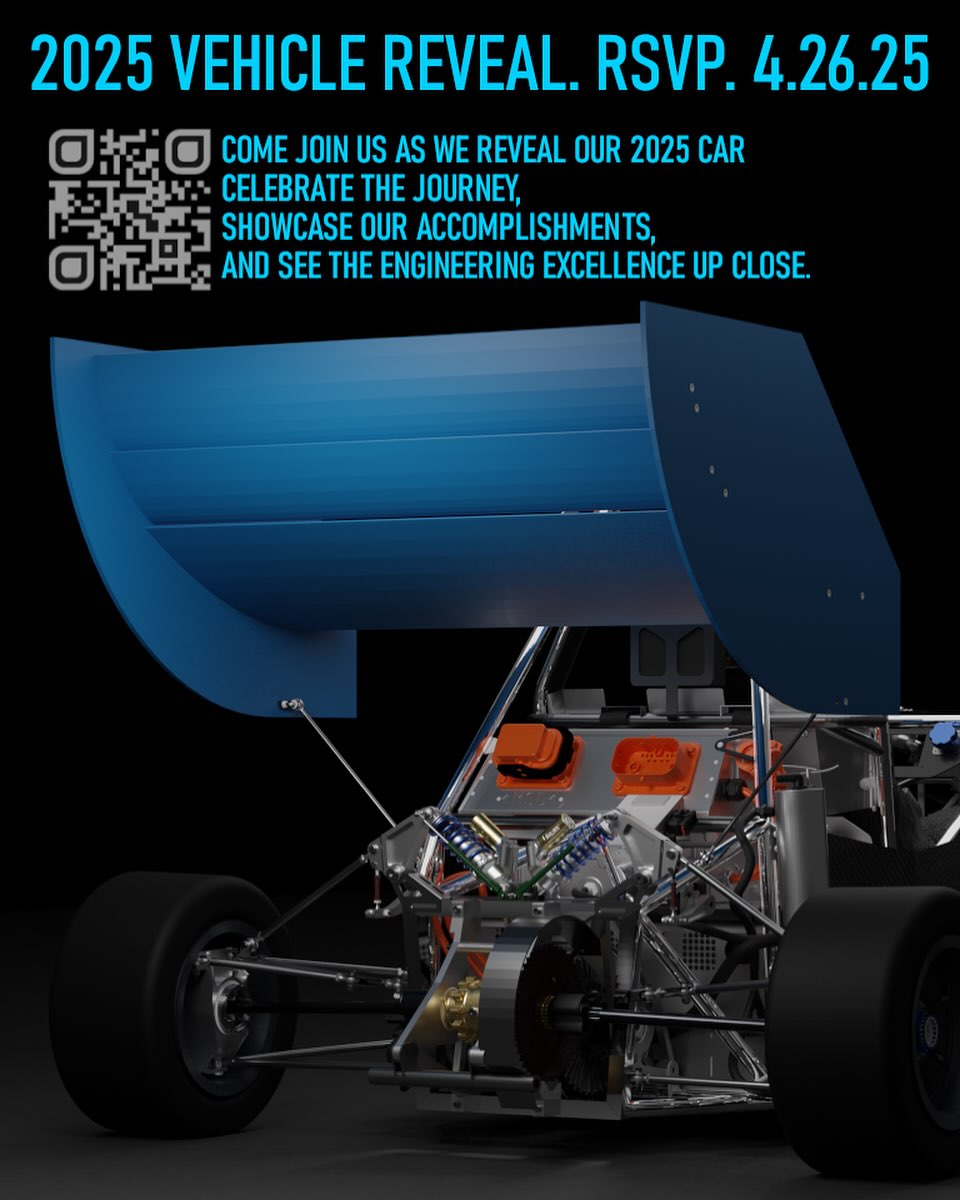 2025 VEHICLE REVEAL. RSVP. 4.26.25
COME JOIN US AS WE REVEAL OUR 2025 CAR
CELEBRATE THE JOURNEY,
SHOWCASE OUR ACCOMPLISHMENTS,
AND SEE THE ENGINEERING EXCELLENCE UP CLOSE.